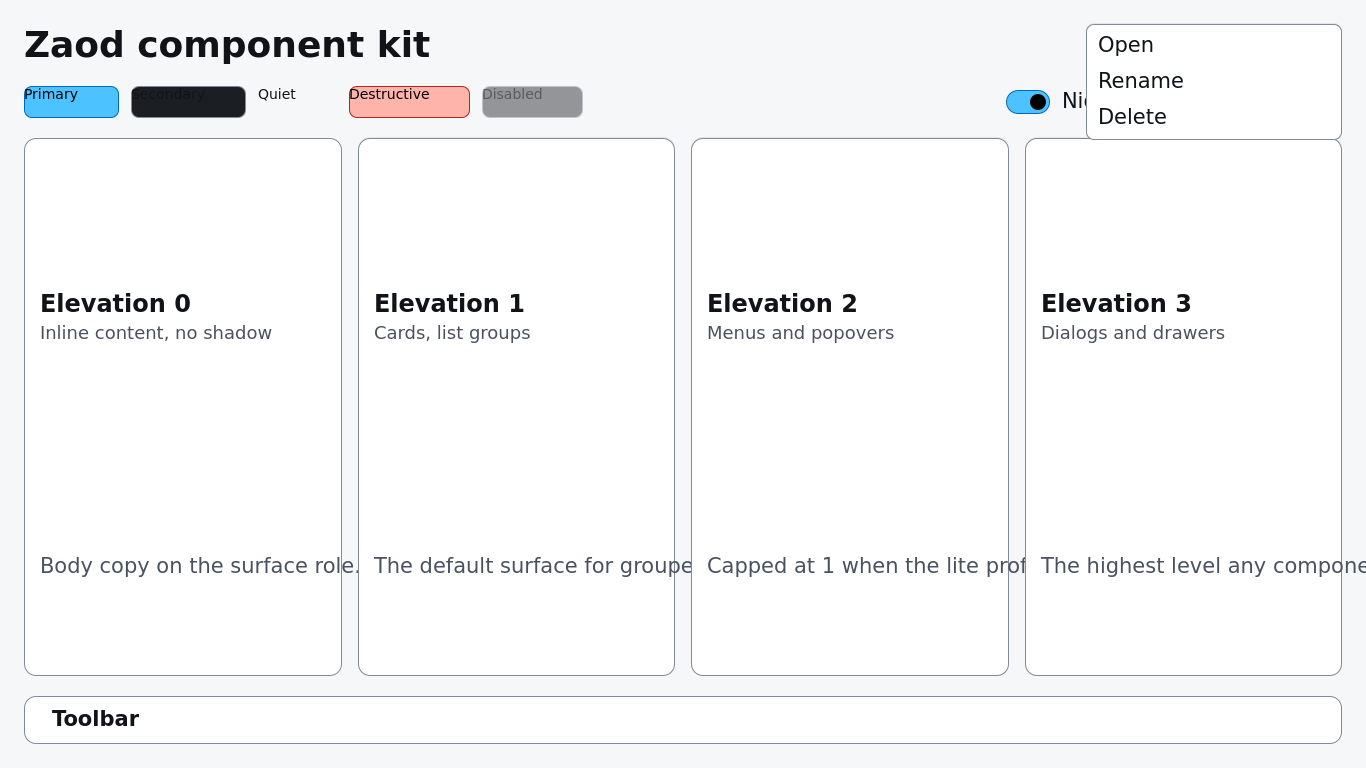 Zaod component kit
Open
Rename
Delete
Primary
Secondary
Quiet
Destructive
Disabled
Elevation 0
Inline content, no shadow
Elevation 1
Cards, list groups
Elevation 2
Menus and popovers
Elevation 3
Dialogs and drawers
Body copy on the surface role.
The default surface for groupe
Capped at 1 when the lite prof
The highest level any compone
Toolbar